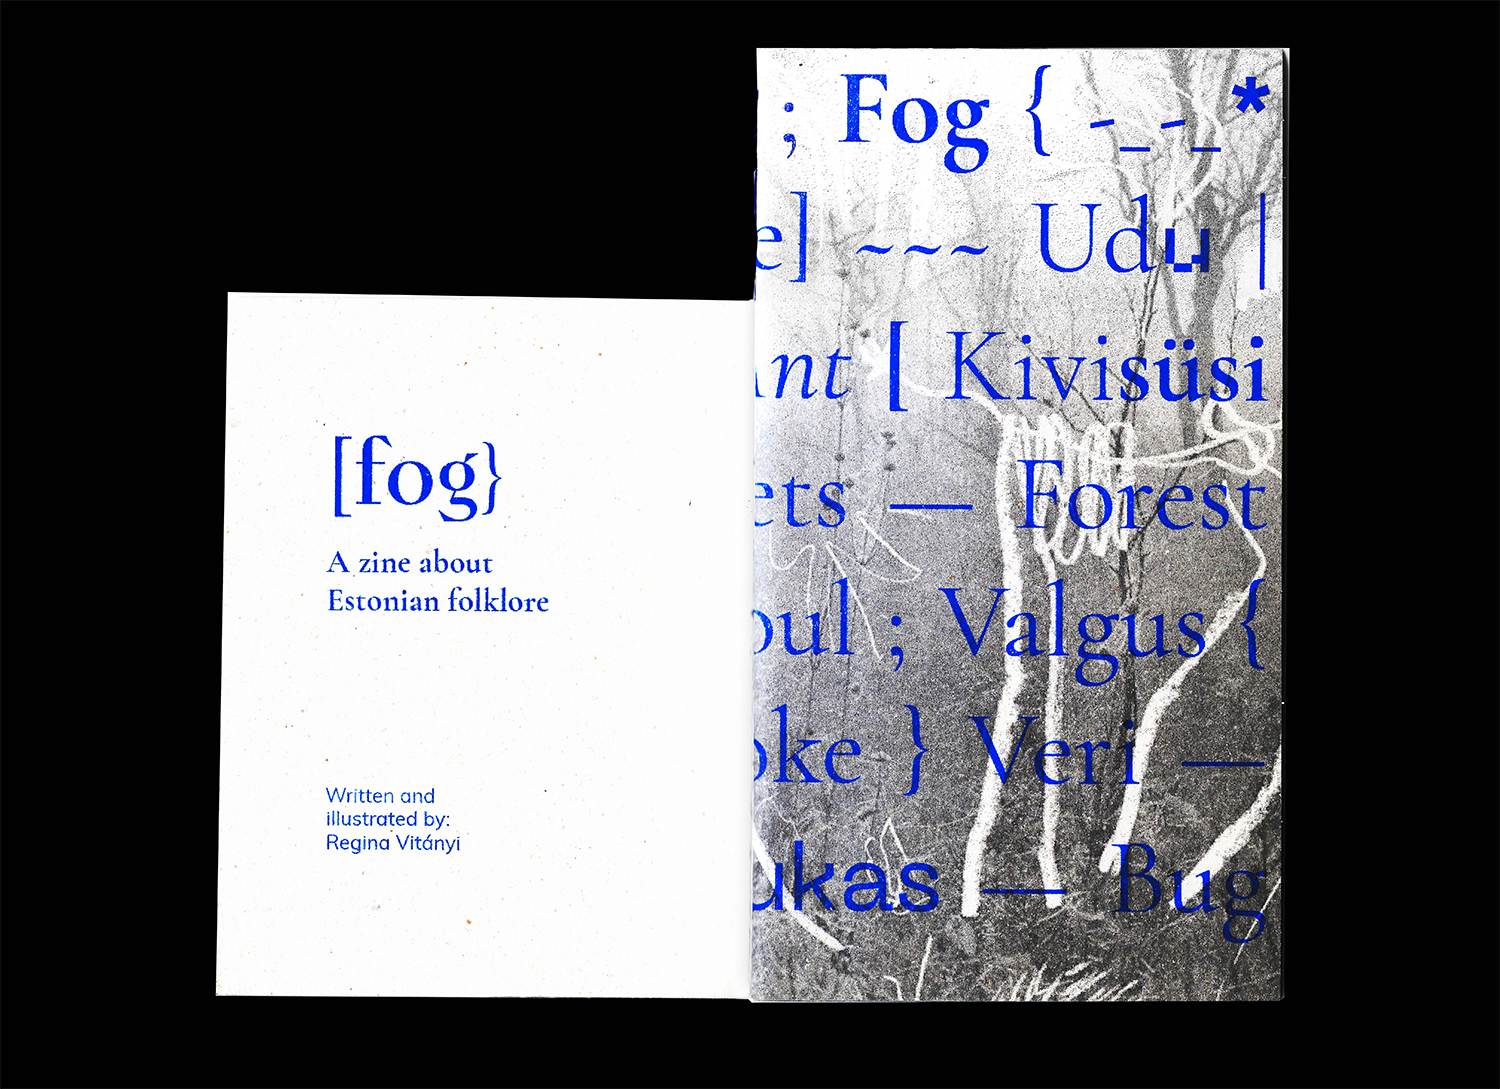 [fog}
A zine about
Estonian folklore
Written and
illustrated by:
Regina Vitányi
; Fog { - _ - _ *
e] ~~~ Udu |
nt [ Kivisüsi
ets — Forest
oul ; Valgus {
oke } Veri —
ukas — Bug